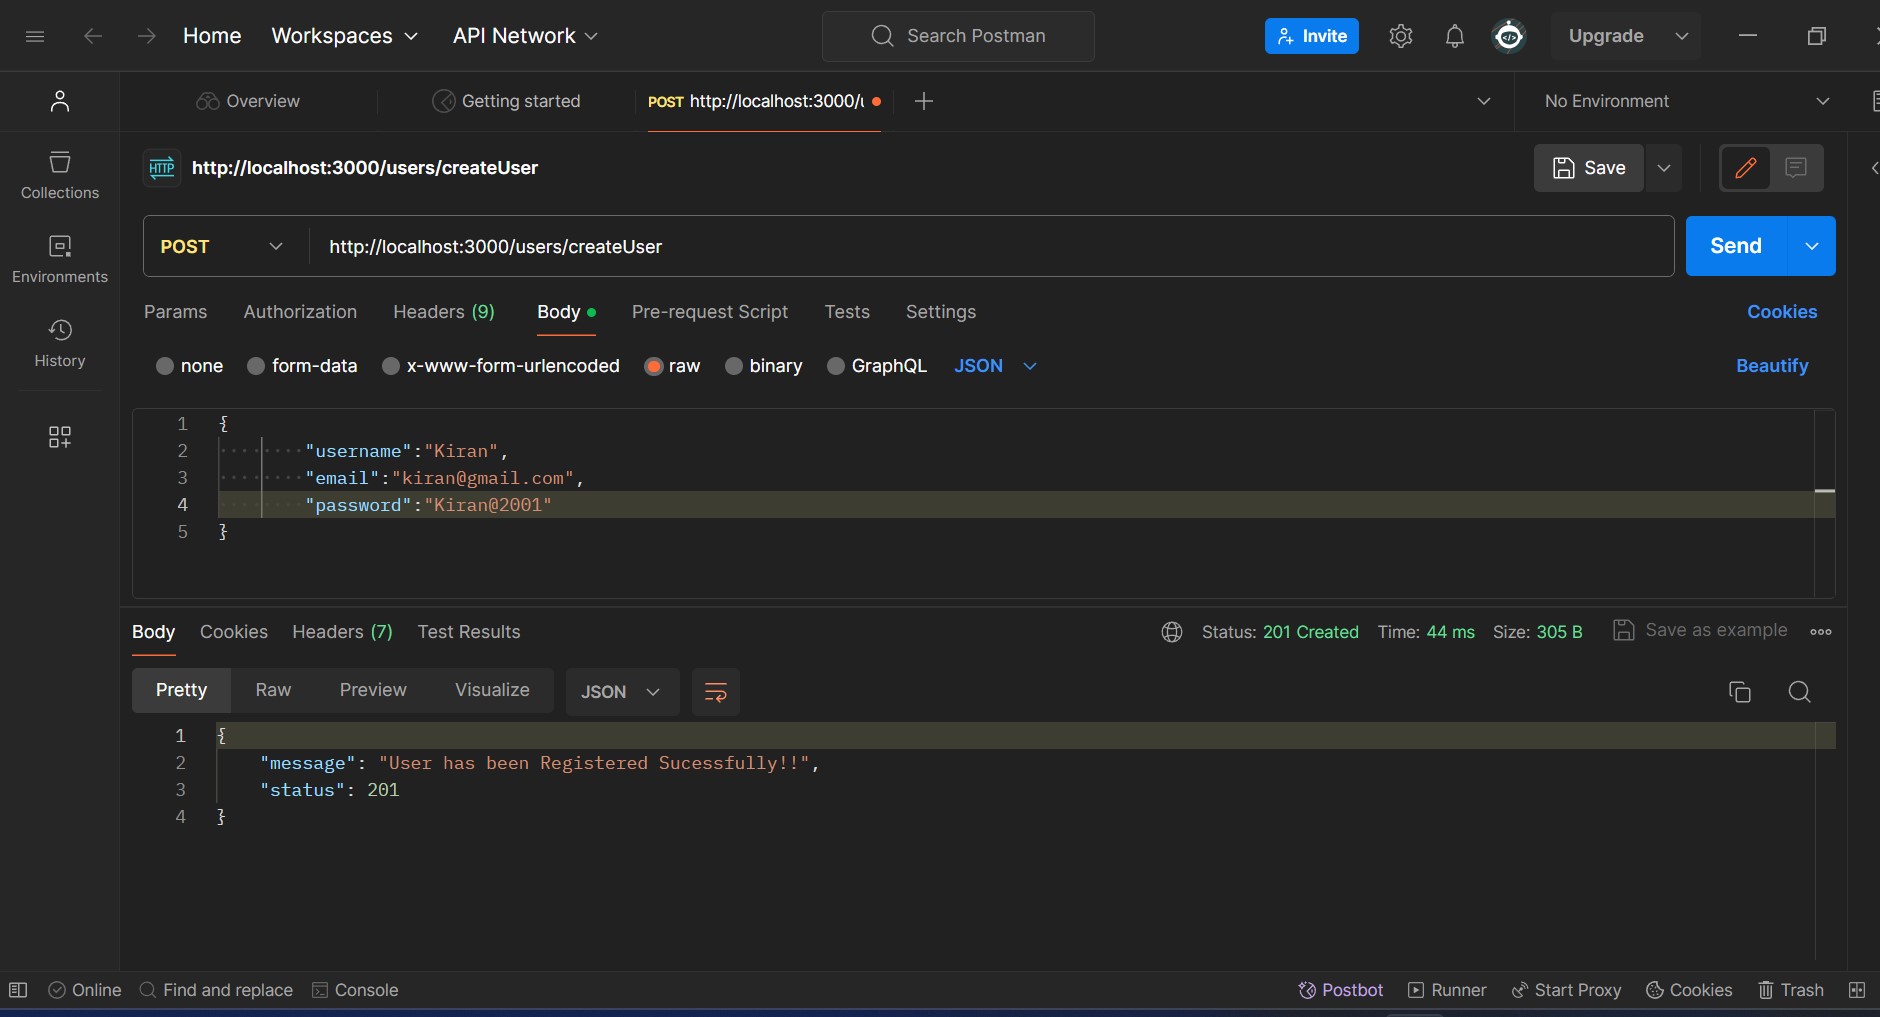 Home Workspaces API Network Search Postman Invite Upgrade
Overview Getting started POST http://localhost:3000/u No Environment
HTTP http://localhost:3000/users/createUser Save
Collections
Environments
History
POST http://localhost:3000/users/createUser Send
Params Authorization Headers (9) Body Pre-request Script Tests Settings Cookies
none form-data x-www-form-urlencoded raw binary GraphQL JSON Beautify
1 {
2 "username":"Kiran",
3 "email":"kiran@gmail.com",
4 "password":"Kiran@2001"
5 }
Body Cookies Headers (7) Test Results Status: 201 Created Time: 44 ms Size: 305 B Save as example
Pretty Raw Preview Visualize JSON
1 {
2 "message": "User has been Registered Sucessfully!!",
3 "status": 201
4 }
Online Find and replace Console Postbot Runner Start Proxy Cookies Trash